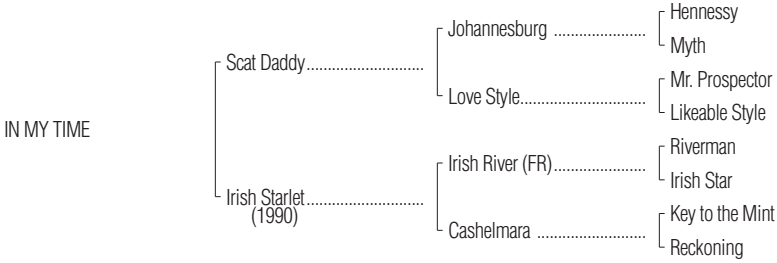 Hennessy
Johannesburg ....................
Myth
Scat Daddy..........................
Mr. Prospector
Love Style............................
Likeable Style
IN MY TIME
Riverman
Irish River (FR).....................
Irish Star
Irish Starlet..........................
(1990)
Key to the Mint
Cashelmara ........................
Reckoning